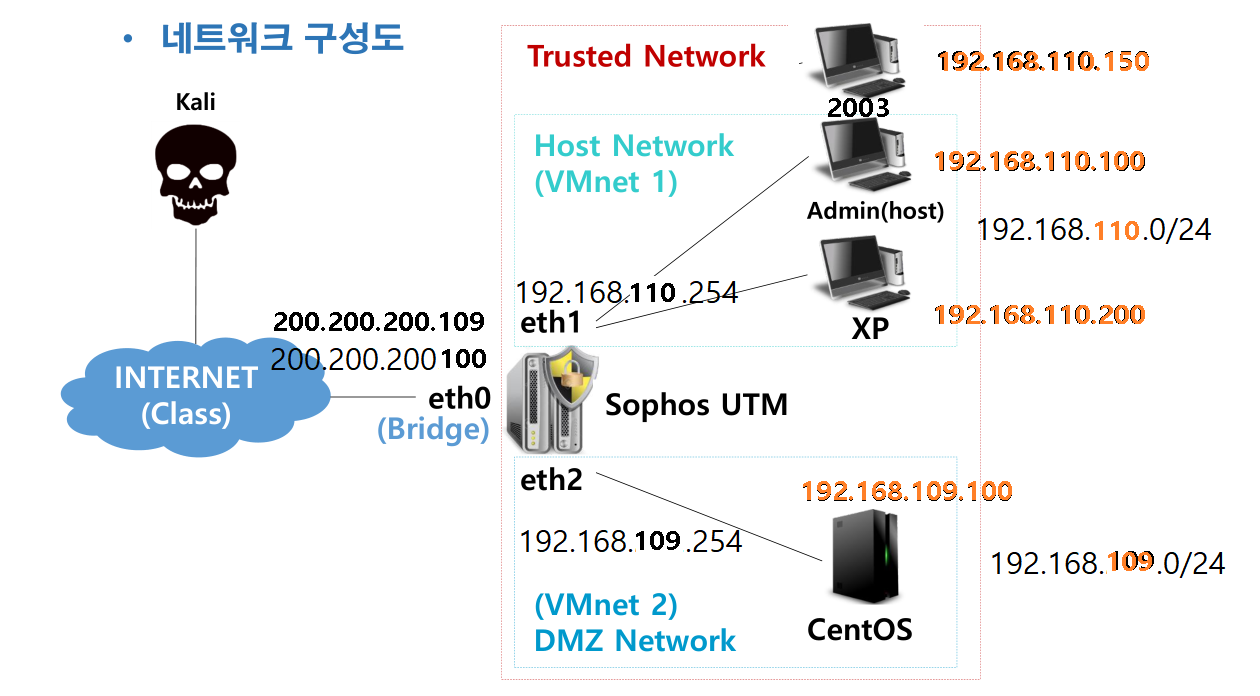 • 네트워크 구성도
Kali
Trusted Network
192.168.110.150
2003
Host Network
(VMnet 1)
192.168.110.100
Admin(host)
192.168.110.0/24
192.168.110.254
eth1
192.168.110.200
XP
200.200.200.109
200.200.200100
INTERNET
(Class)
eth0
(Bridge)
Sophos UTM
eth2
192.168.109.100
192.168.109.254
192.168.109.0/24
(VMnet 2)
DMZ Network
CentOS